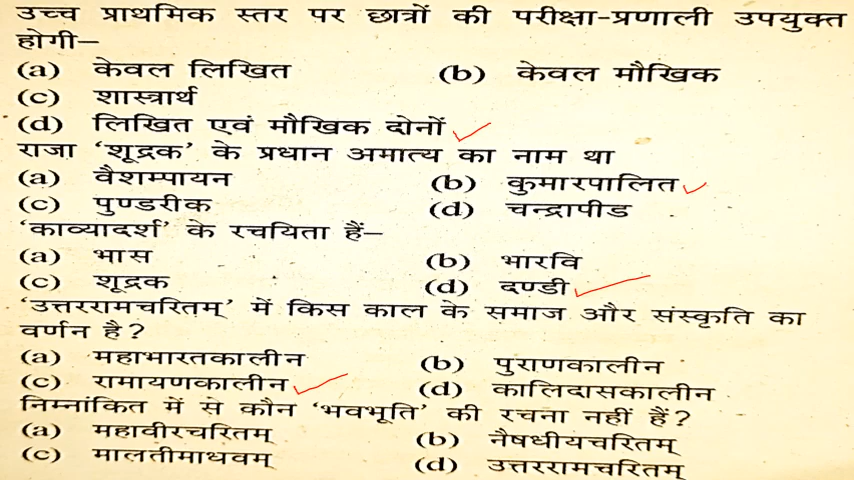 उच्च प्राथमिक स्तर पर छात्रों की परीक्षा-प्रणाली उपयुक्त
होगी–
(a) केवल लिखित (b) केवल मौखिक
(c) शास्त्रार्थ
(d) लिखित एवं मौखिक दोनों
राजा ‘शूद्रक’ के प्रधान अमात्य का नाम था
(a) वैशम्पायन (b) कुमारपालित
(c) पुण्डरीक (d) चन्द्रापीड
‘काव्यादर्श’ के रचयिता हैं–
(a) भास (b) भारवि
(c) शूद्रक (d) दण्डी
‘उत्तररामचरितम्’ में किस काल के समाज और संस्कृति का
वर्णन है?
(a) महाभारतकालीन (b) पुराणकालीन
(c) रामायणकालीन (d) कालिदासकालीन
निम्नांकित में से कौन ‘भवभूति’ की रचना नहीं हैं?
(a) महावीरचरितम् (b) नैषधीयचरितम्
(c) मालतीमाधवम् (d) उत्तररामचरितम्